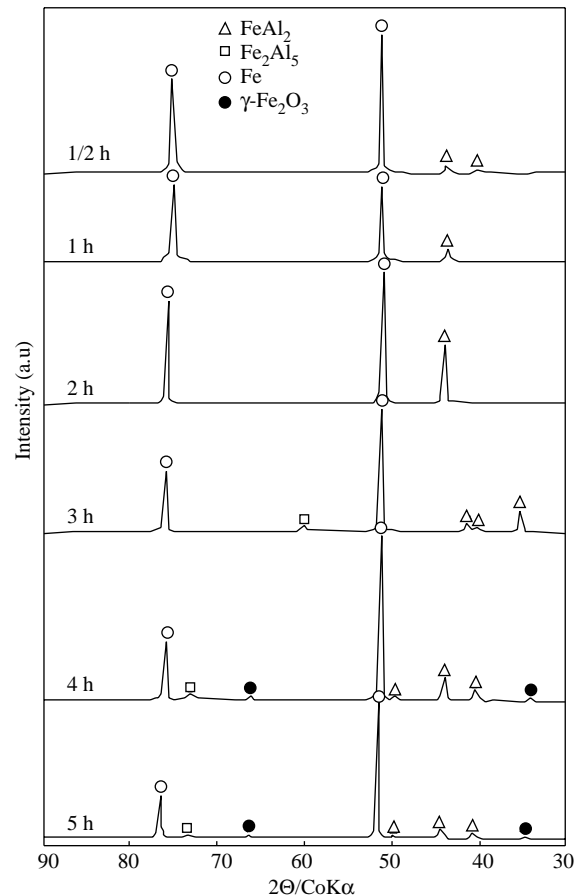 FeAl2
Fe2Al5
Fe
γ-Fe2O3
1/2 h
1 h
2 h
3 h
4 h
5 h
Intensity (a.u)
90 80 70 60 50 40 30
2Θ/CoKα